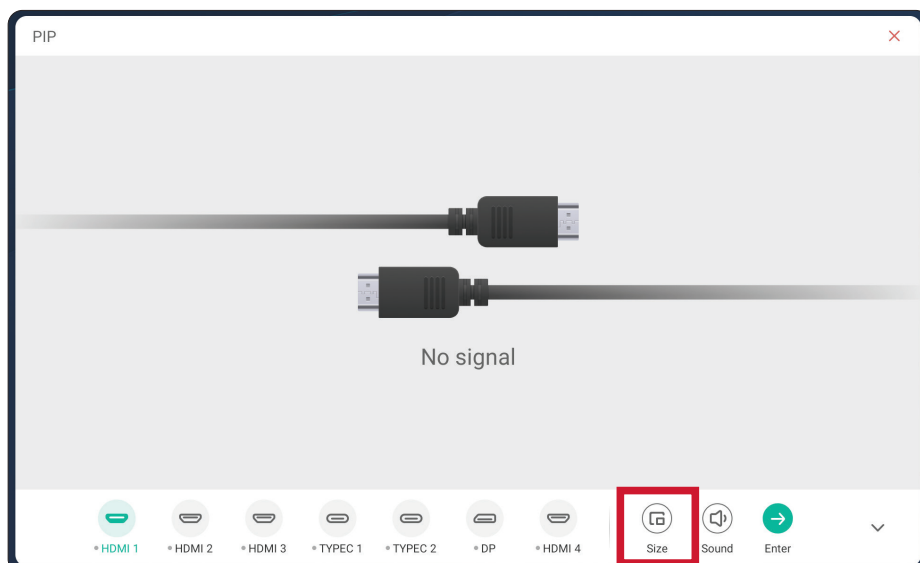 PIP
No signal
HDMI 1
HDMI 2
HDMI 3
TYPEC 1
TYPEC 2
DP
HDMI 4
Size
Sound
Enter